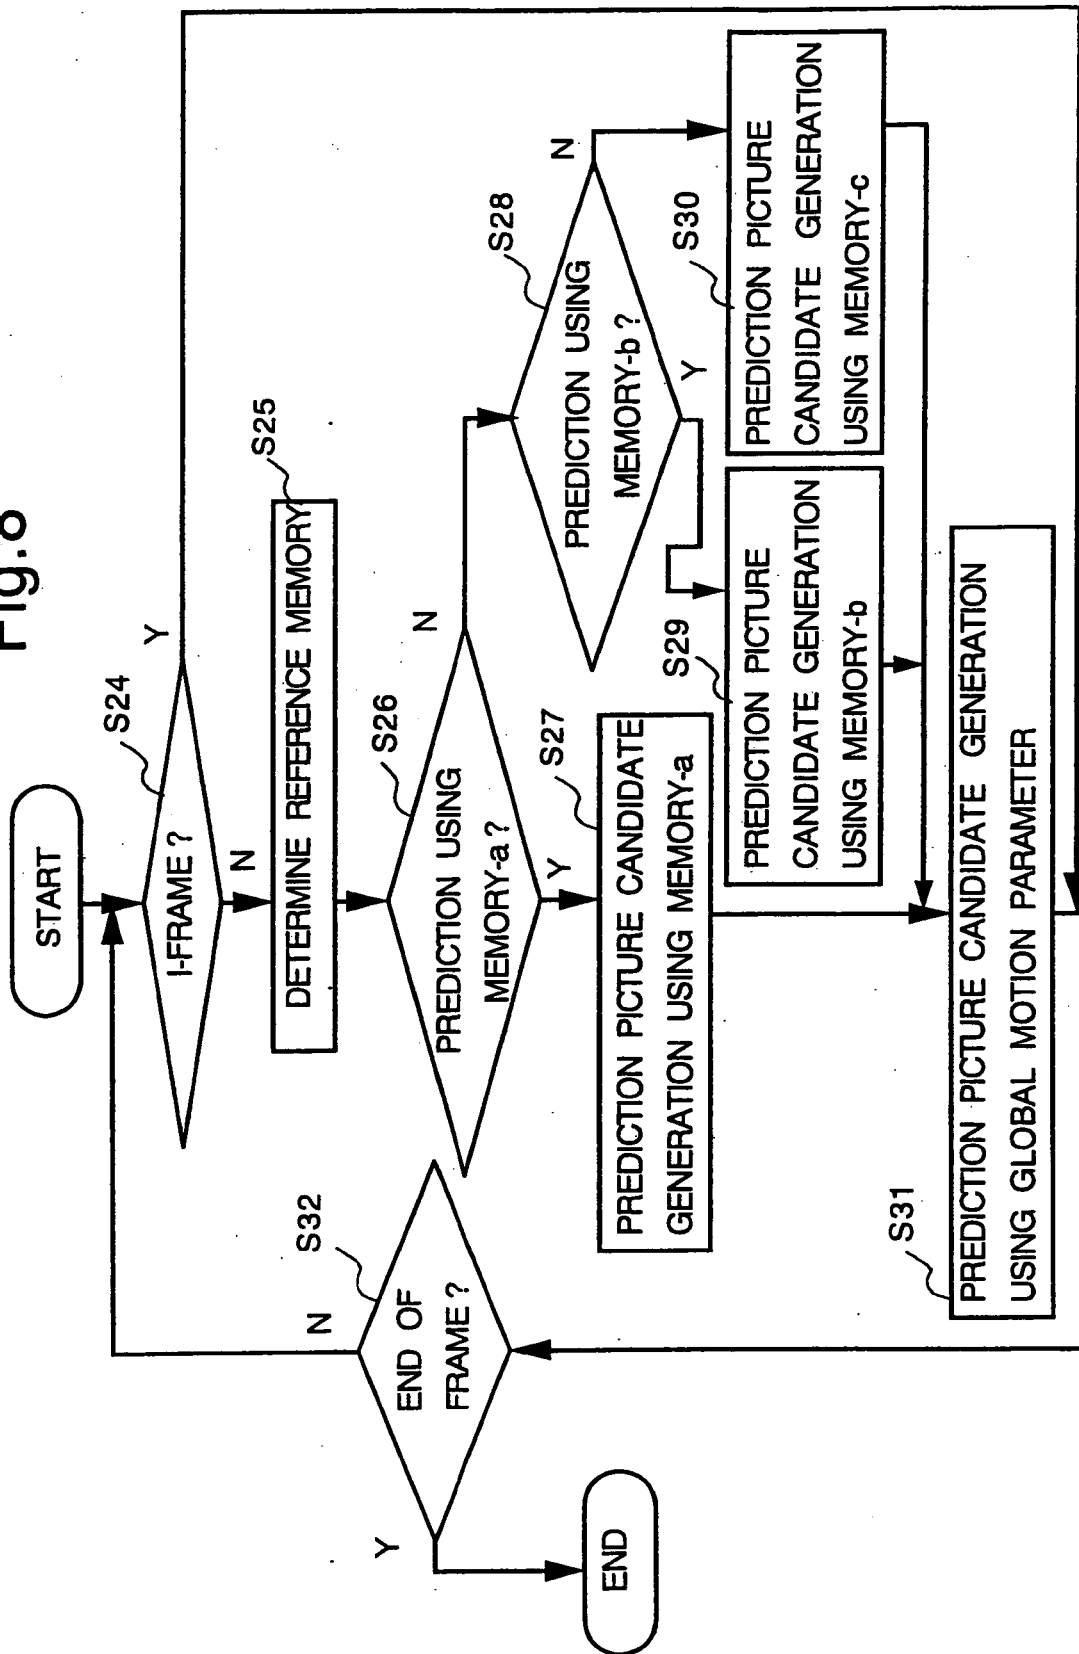 Fig.8
START
S24
I-FRAME ?
Y
N
S25
DETERMINE REFERENCE MEMORY
S26
PREDICTION USING
MEMORY-a ?
N
Y
S27
PREDICTION PICTURE CANDIDATE
GENERATION USING MEMORY-a
S28
PREDICTION USING
MEMORY-b ?
N
Y
S29
PREDICTION PICTURE
CANDIDATE GENERATION
USING MEMORY-b
S30
PREDICTION PICTURE
CANDIDATE GENERATION
USING MEMORY-c
S31
PREDICTION PICTURE CANDIDATE GENERATION
USING GLOBAL MOTION PARAMETER
S32
END OF
FRAME ?
N
Y
END